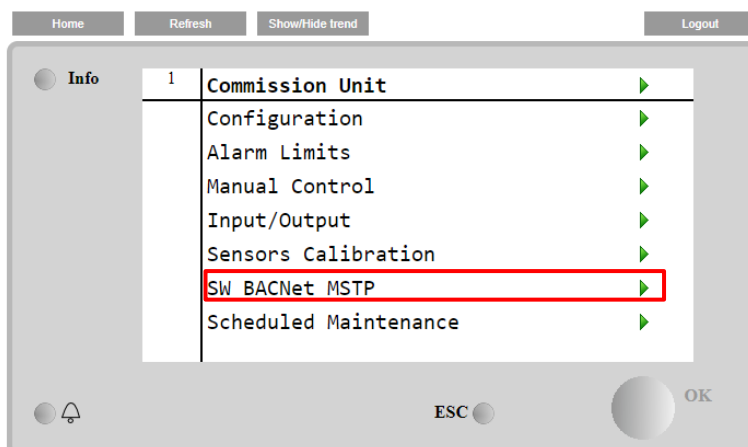 Home Refresh Show/Hide trend Logout
Info 1 Commission Unit
Configuration
Alarm Limits
Manual Control
Input/Output
Sensors Calibration
SW BACNet MSTP
Scheduled Maintenance
ESC OK